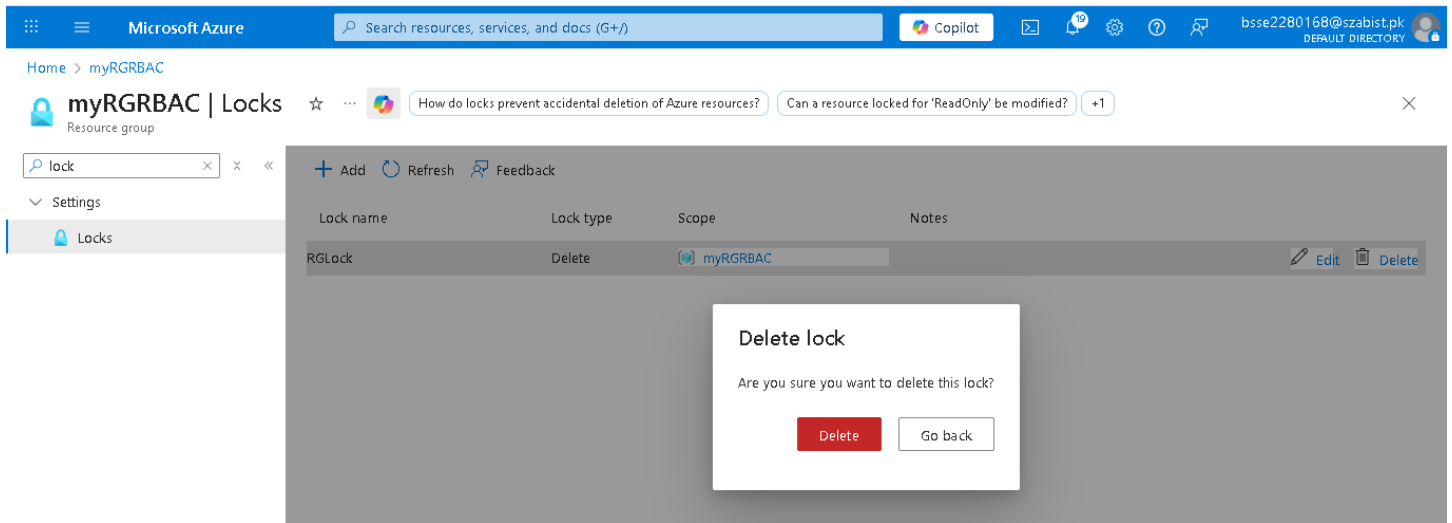 Microsoft Azure
Search resources, services, and docs (G+/)
Copilot
19
bsse2280168@szabist.pk
DEFAULT DIRECTORY
Home > myRGRBAC
myRGRBAC | Locks
Resource group
How do locks prevent accidental deletion of Azure resources?
Can a resource locked for 'ReadOnly' be modified?
+1
lock
Settings
Locks
Add Refresh Feedback
Lock name Lock type Scope Notes
RGLock Delete myRGRBAC Edit Delete
Delete lock
Are you sure you want to delete this lock?
Delete Go back